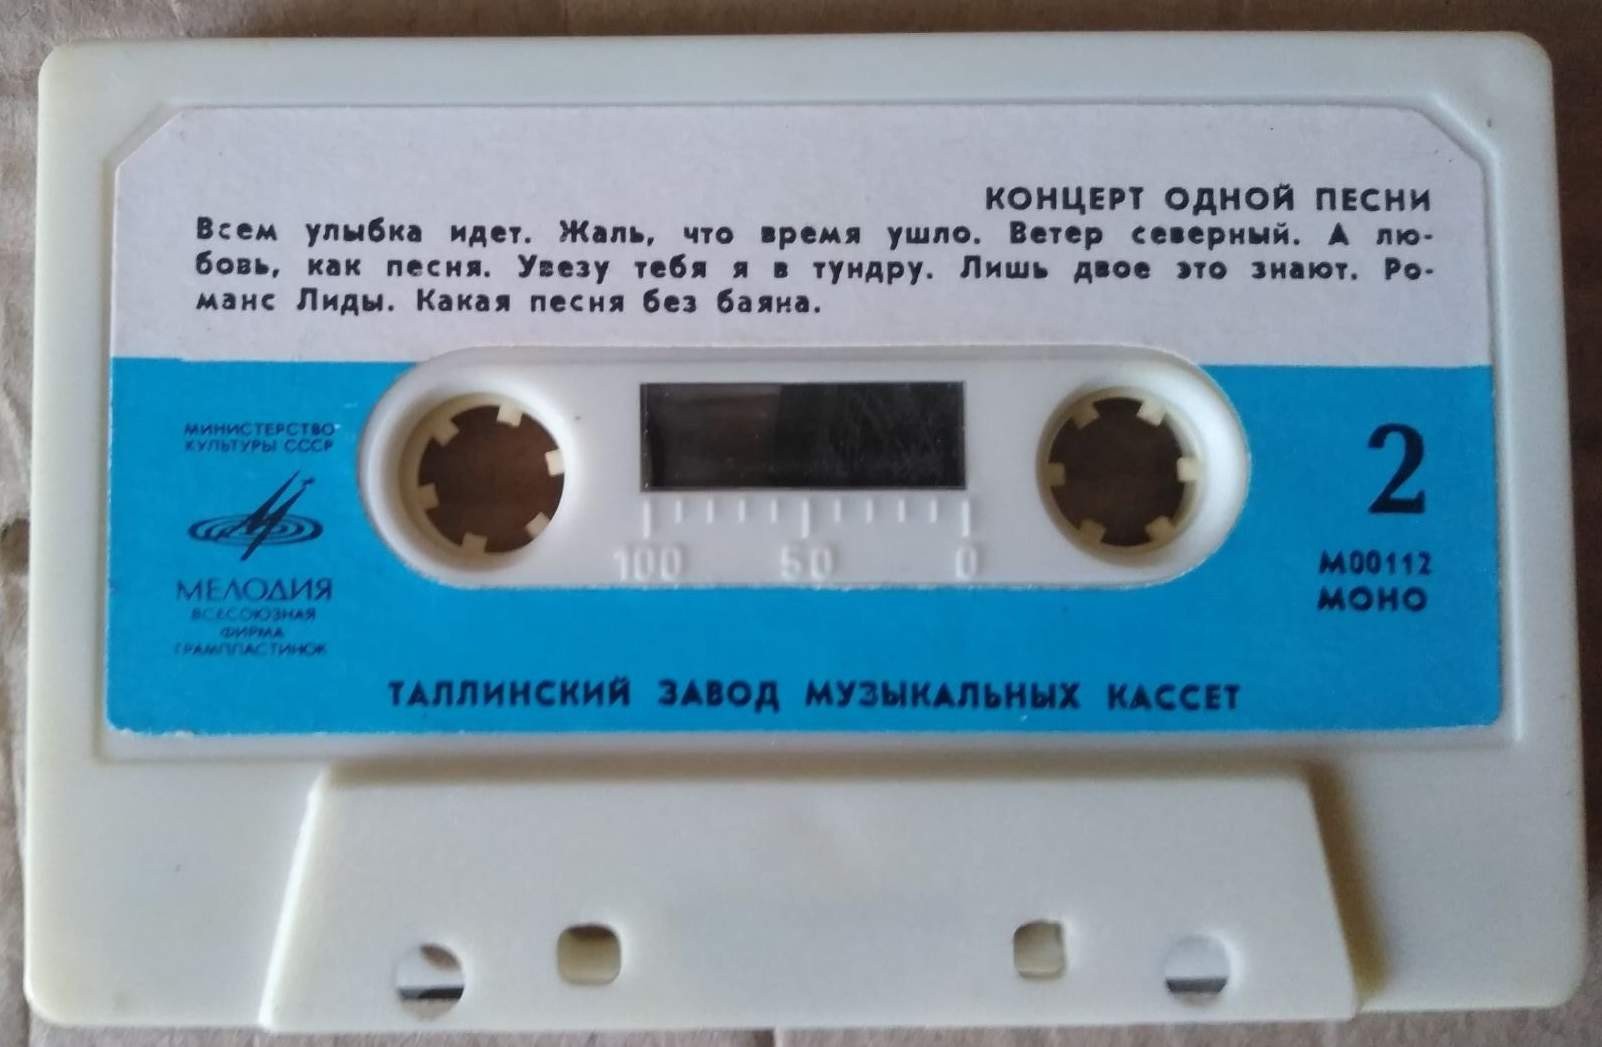 КОНЦЕРТ ОДНОЙ ПЕСНИ
Всем улыбка идет. Жаль, что время ушло. Ветер северный. А лю-
бовь, как песня. Увезу тебя я в тундру. Лишь двое это знают. Ро-
манс Лиды. Какая песня без баяна.
МИНИСТЕРСТВО
КУЛЬТУРЫ СССР
МЕЛОДИЯ
ВСЕСОЮЗНАЯ
ФИРМА
ГРАМПЛАСТИНОК
100 50 0
2
М00112
МОНО
ТАЛЛИНСКИЙ ЗАВОД МУЗЫКАЛЬНЫХ КАССЕТ